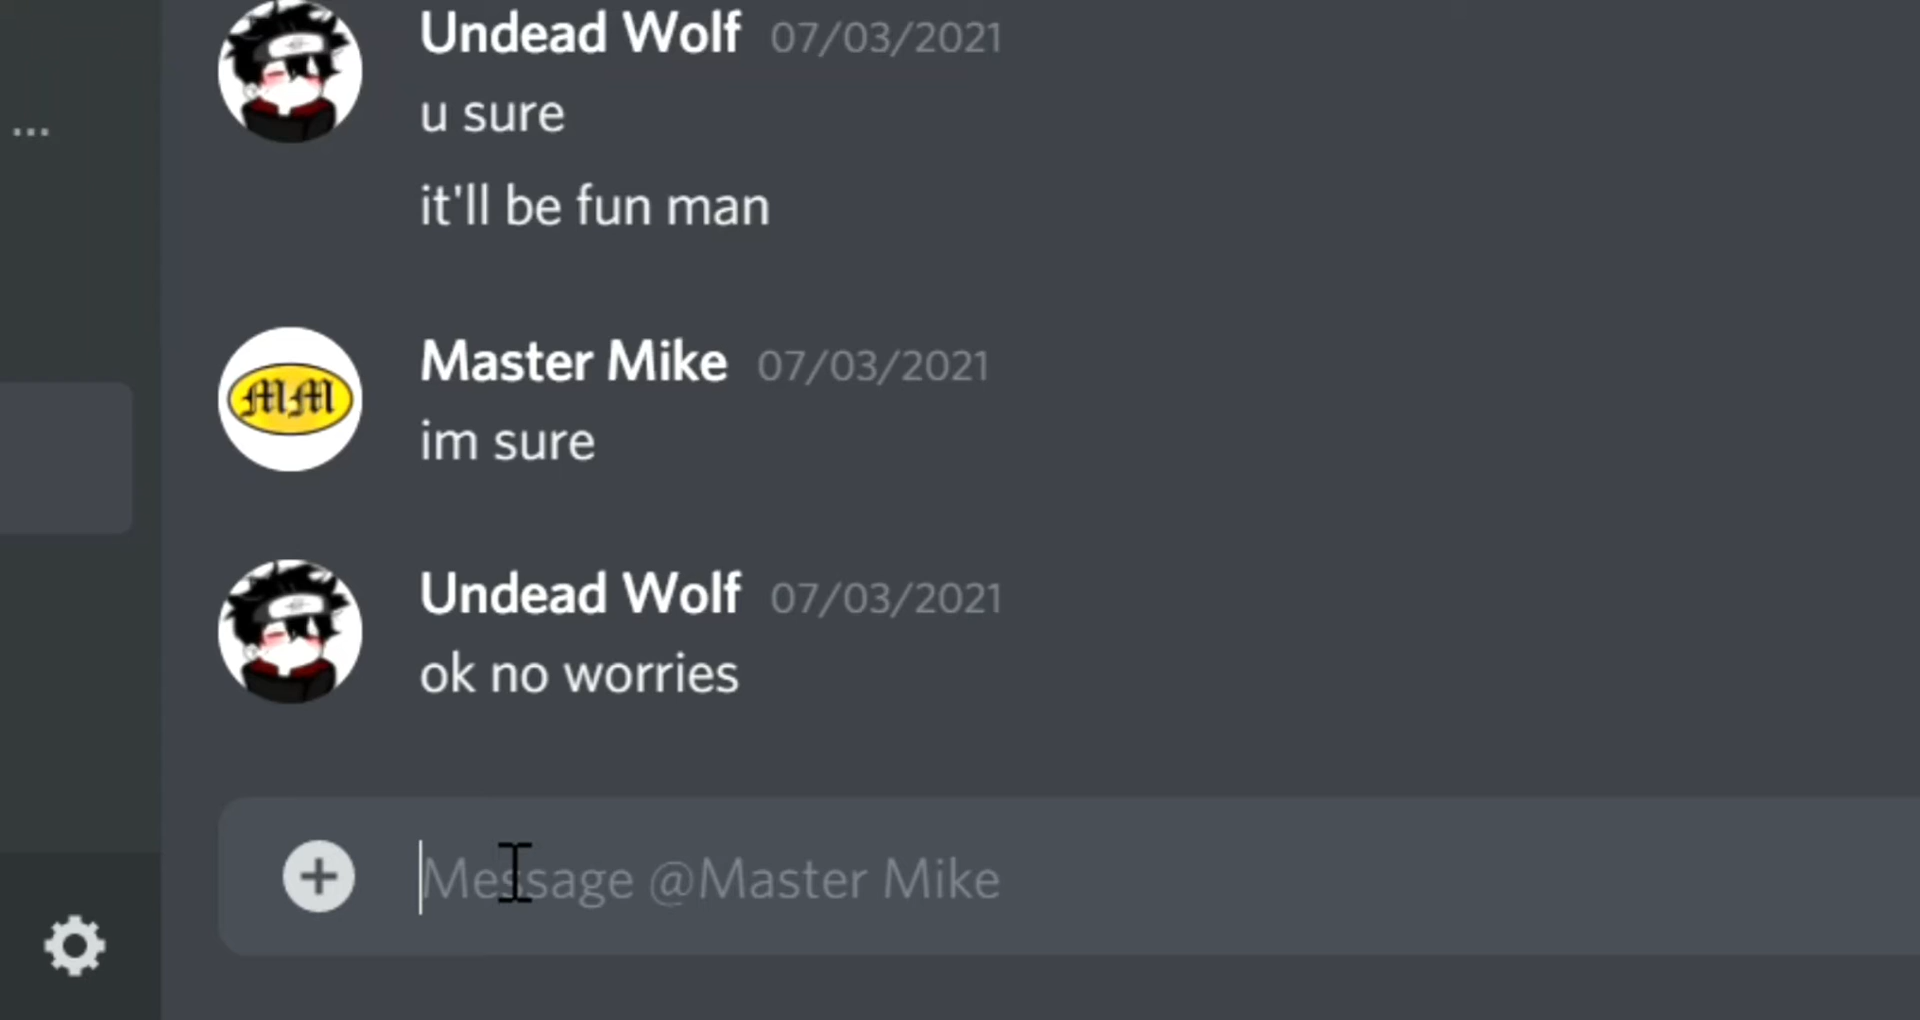 Undead Wolf 07/03/2021
u sure
it'll be fun man
Master Mike 07/03/2021
MM
im sure
Undead Wolf 07/03/2021
ok no worries
Message @Master Mike